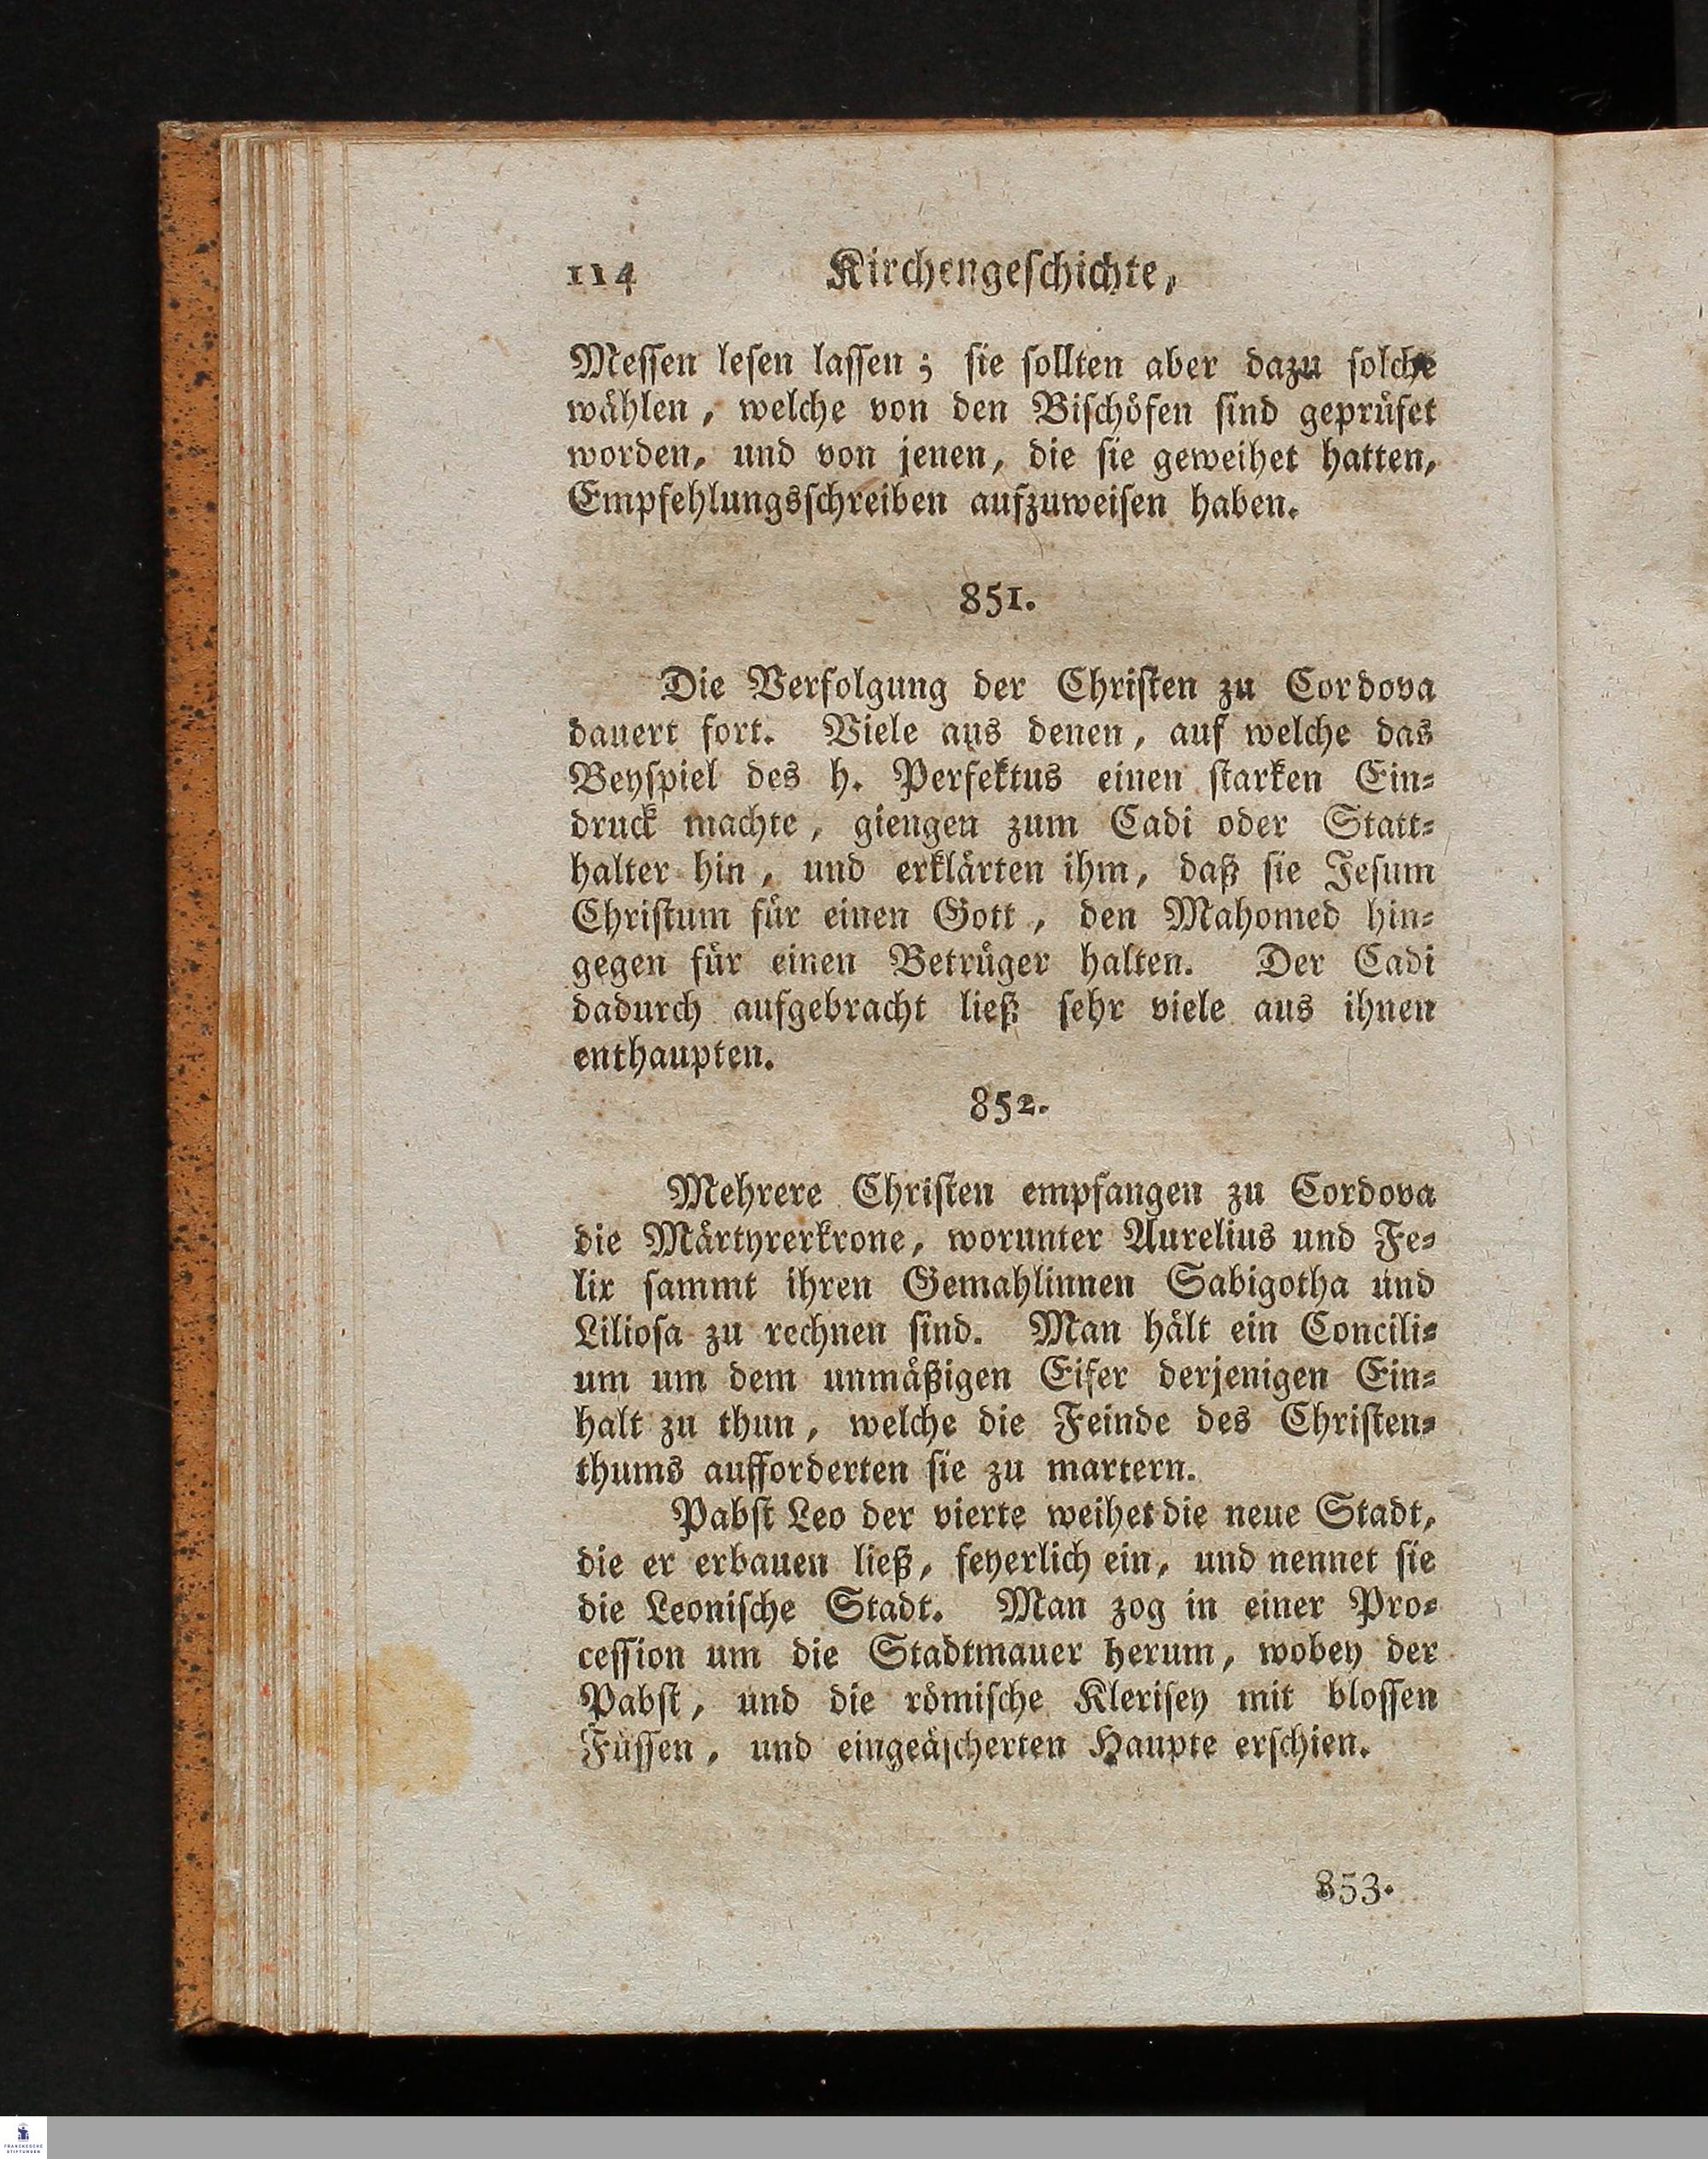 114 Kirchengeschichte,
Messen lesen lassen; sie sollten aber dazu solche
wählen, welche von den Bischöfen sind geprüfet
worden, und von jenen, die sie geweihet hatten,
Empfehlungsschreiben aufzuweisen haben.
851.
Die Verfolgung der Christen zu Cordova
dauert fort. Viele aus denen, auf welche das
Beyspiel des h. Perfektus einen starken Ein-
druck machte, giengen zum Cadi oder Statt-
halter hin, und erklärten ihm, daß sie Jesum
Christum für einen Gott, den Mahomed hin-
gegen für einen Betrüger halten. Der Cadi
dadurch aufgebracht ließ sehr viele aus ihnen
enthaupten.
852.
Mehrere Christen empfangen zu Cordova
die Märtyrerkrone, worunter Aurelius und Fe-
lix sammt ihren Gemahlinnen Sabigotha und
Liliosa zu rechnen sind. Man hält ein Concili-
um um dem unmäßigen Eifer derjenigen Ein-
halt zu thun, welche die Feinde des Christen-
thums aufforderten sie zu martern.
Pabst Leo der vierte weihet die neue Stadt,
die er erbauen ließ, feyerlich ein, und nennet sie
die Leonische Stadt. Man zog in einer Pro-
cession um die Stadtmauer herum, wobey der
Pabst, und die römische Klerisey mit blossen
Füssen, und eingeäscherten Haupte erschien.
853.
FRANCKESCHE
STIFTUNGEN